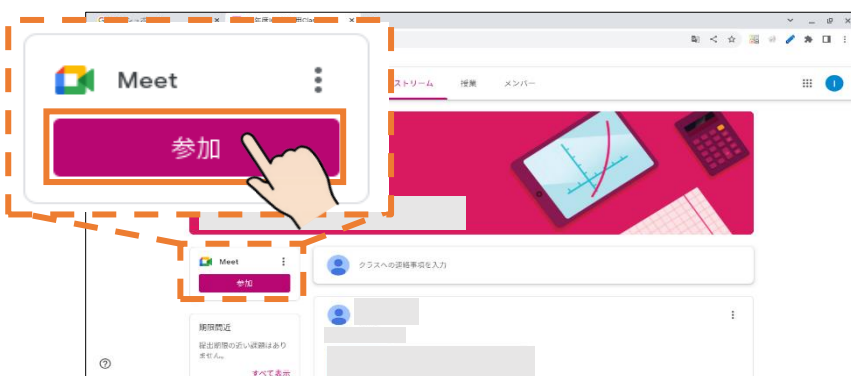 Meet
参加
ストリーム
授業
メンバー
I
Meet
参加
クラスへの連絡事項を入力
期限間近
提出期限の近い課題はあり
ません。
すべて表示